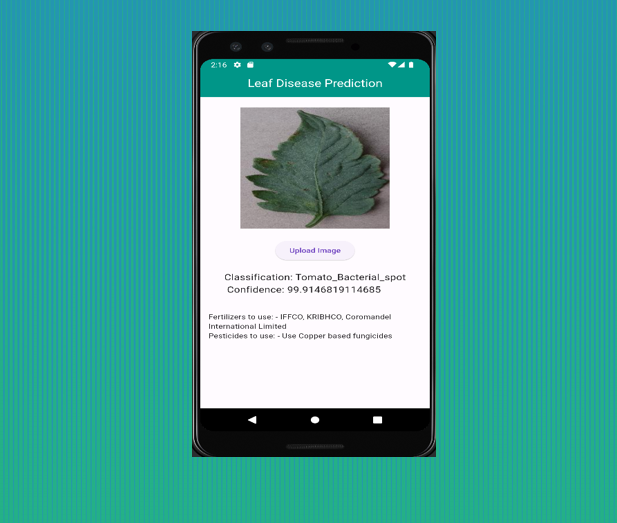 2:16
Leaf Disease Prediction
Upload Image
Classification: Tomato_Bacterial_spot
Confidence: 99.9146819114685
Fertilizers to use: - IFFCO, KRIBHCO, Coromandel
International Limited
Pesticides to use: - Use Copper based fungicides